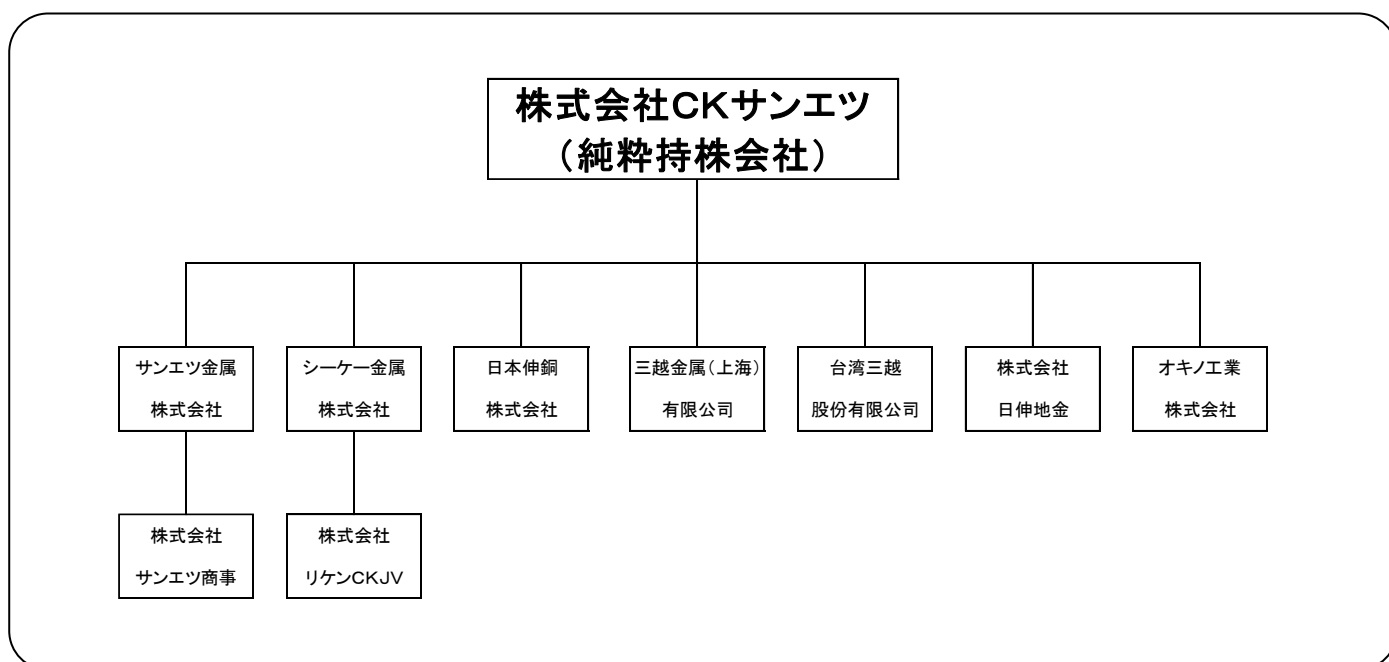 株式会社CKサンエツ
（純粋持株会社）
サンエツ金属
株式会社
シーケー金属
株式会社
日本伸銅
株式会社
三越金属（上海）
有限公司
台湾三越
股份有限公司
株式会社
日伸地金
オキノ工業
株式会社
株式会社
サンエツ商事
株式会社
リケンCKJV